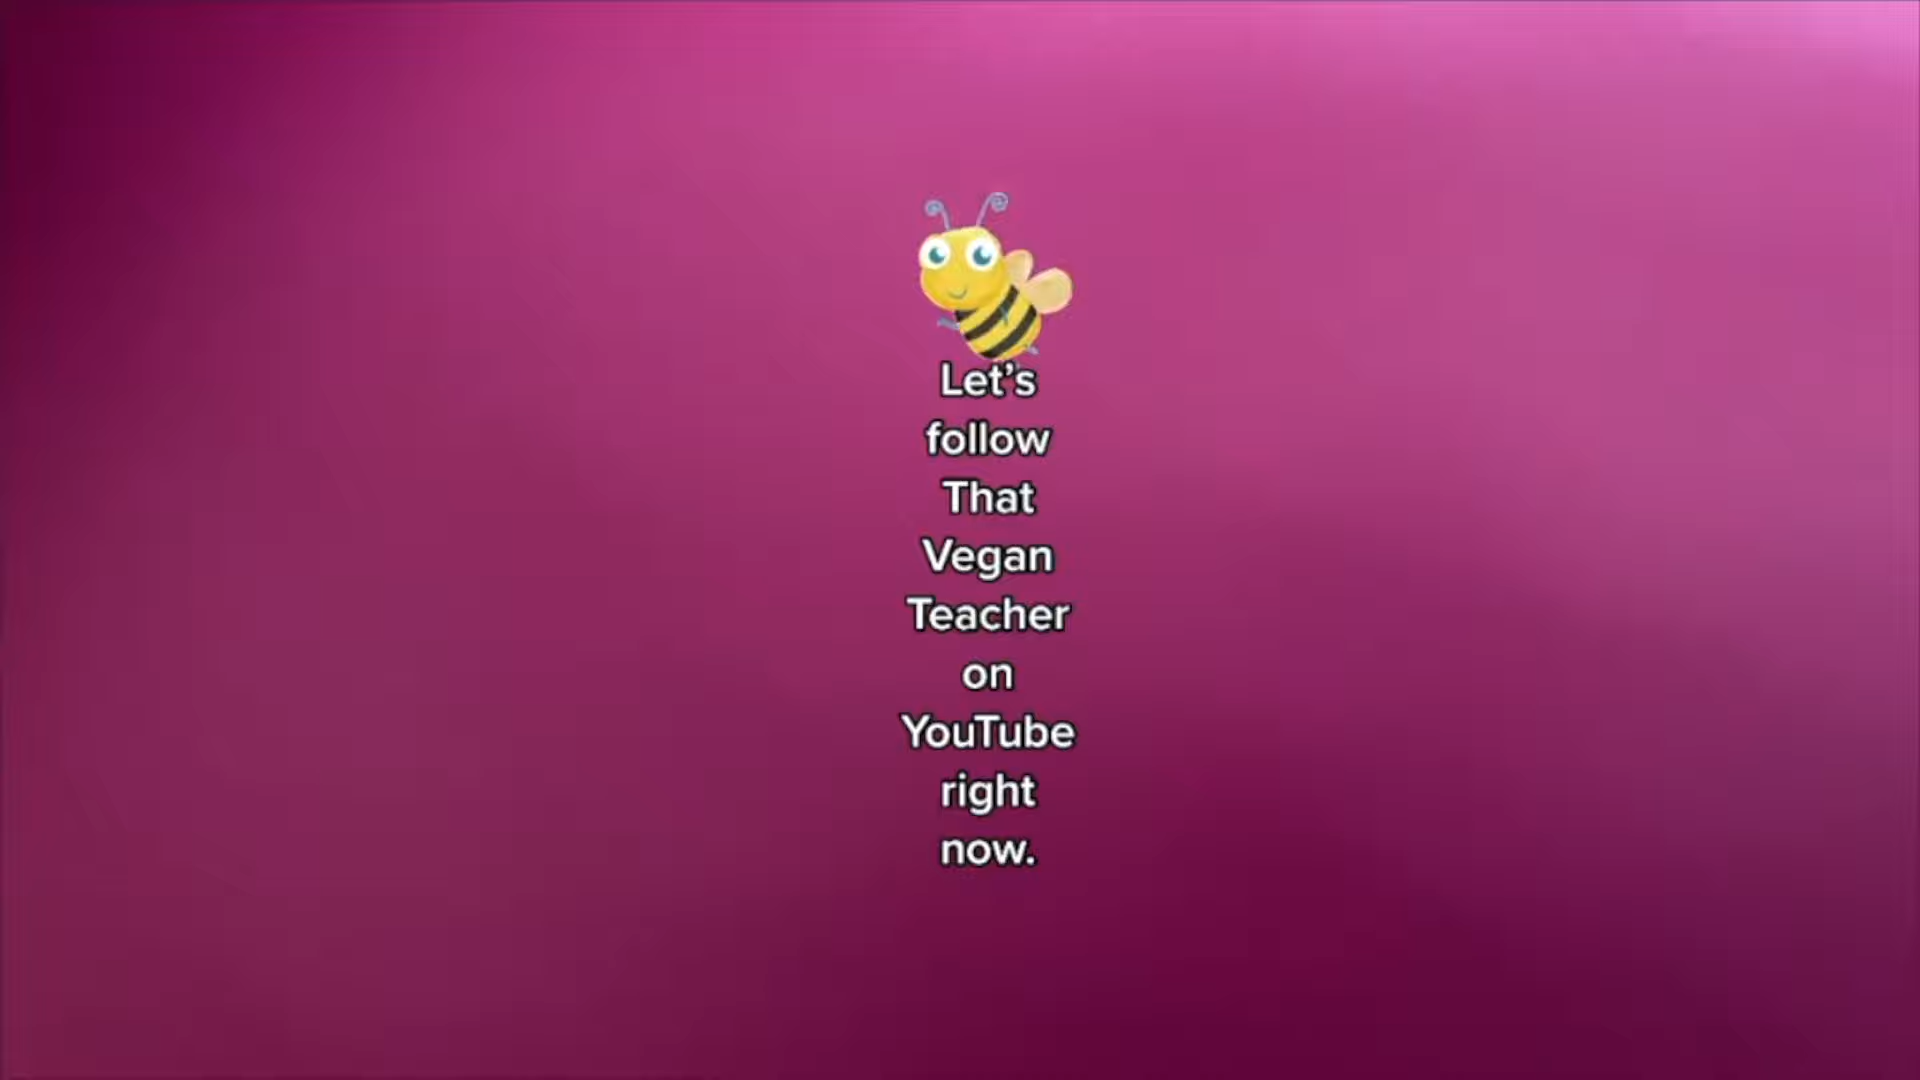 Let's
follow
That
Vegan
Teacher
on
YouTube
right
now.